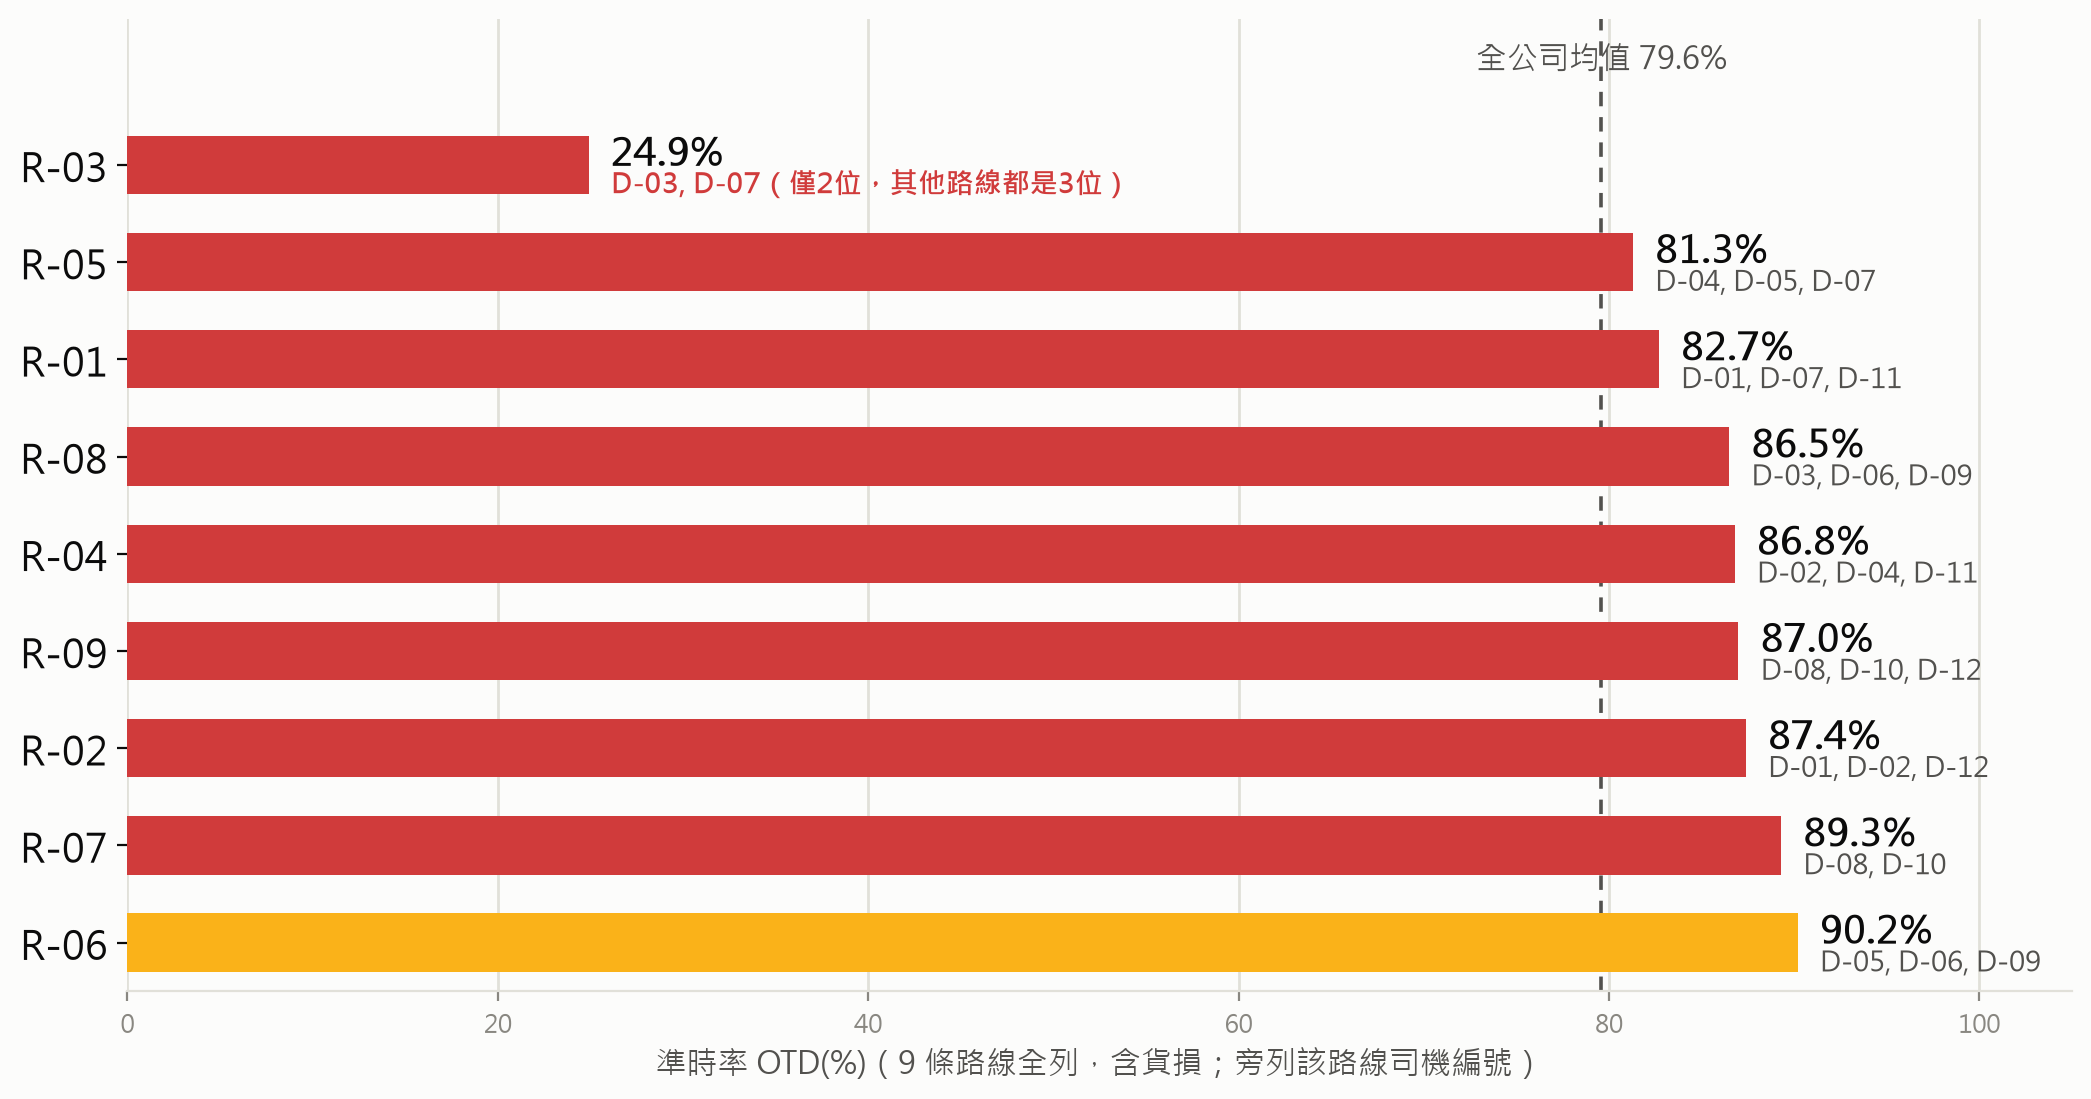 全公司均值 79.6%
R-03
24.9%
D-03, D-07（僅2位，其他路線都是3位）
R-05
81.3%
D-04, D-05, D-07
R-01
82.7%
D-01, D-07, D-11
R-08
86.5%
D-03, D-06, D-09
R-04
86.8%
D-02, D-04, D-11
R-09
87.0%
D-08, D-10, D-12
R-02
87.4%
D-01, D-02, D-12
R-07
89.3%
D-08, D-10
R-06
90.2%
D-05, D-06, D-09
0 20 40 60 80 100
準時率 OTD(%)（9 條路線全列，含貨損；旁列該路線司機編號）